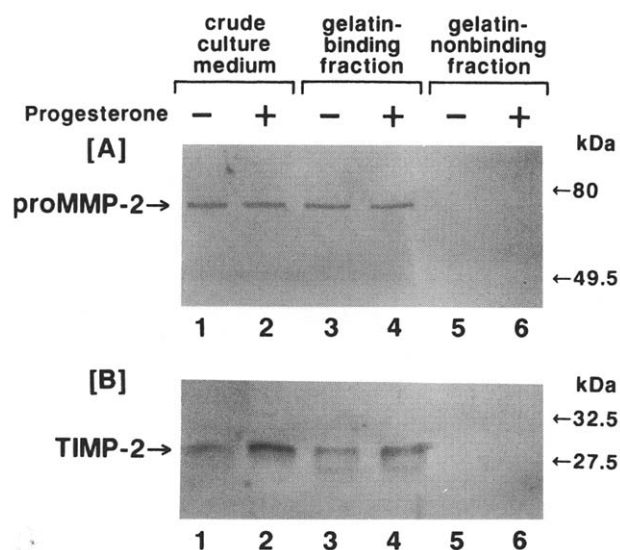 crude culture medium
gelatin-binding fraction
gelatin-nonbinding fraction
Progesterone − + − + − +
[A]
kDa
proMMP-2→
←80
←49.5
1 2 3 4 5 6
[B]
kDa
TIMP-2→
←32.5
←27.5
1 2 3 4 5 6